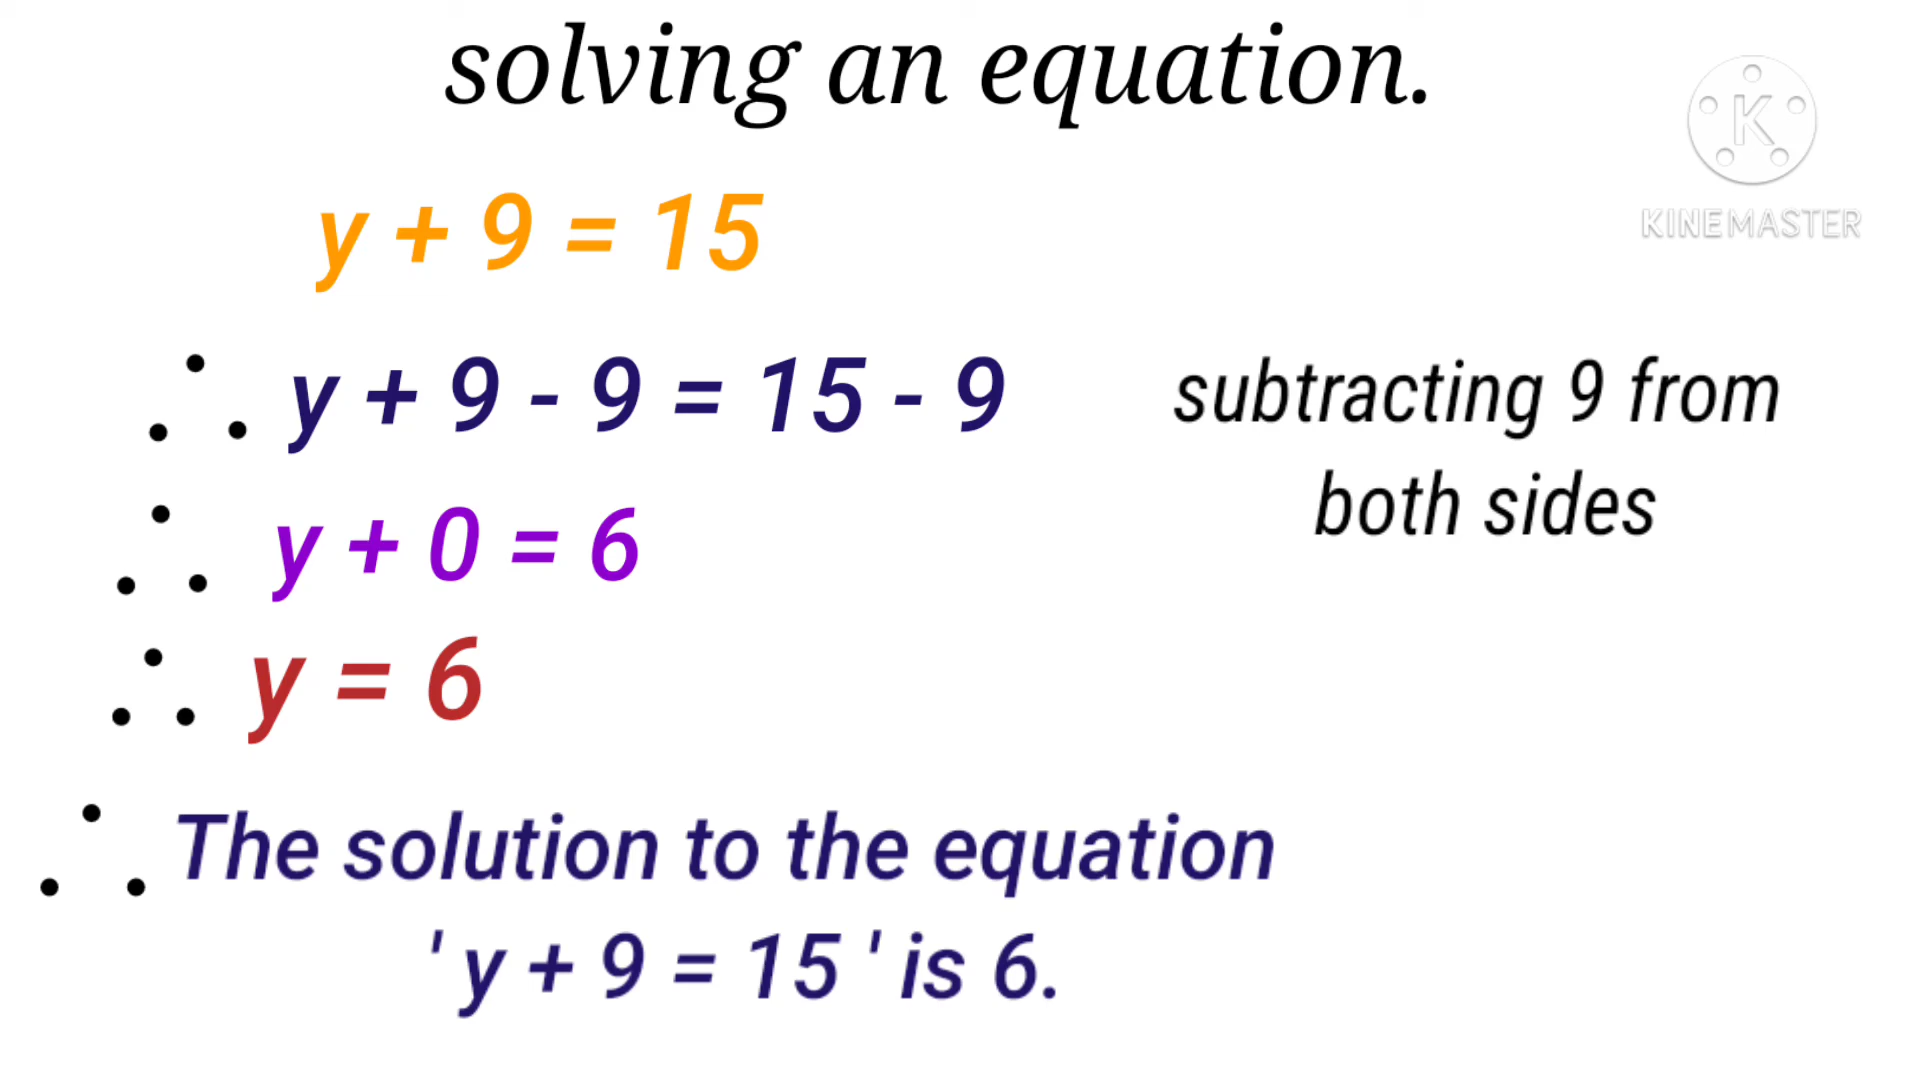 solving an equation.
K
KINEMASTER
y + 9 = 15
∴ y + 9 - 9 = 15 - 9
subtracting 9 from
both sides
∴ y + 0 = 6
∴ y = 6
∴ The solution to the equation
' y + 9 = 15 ' is 6.